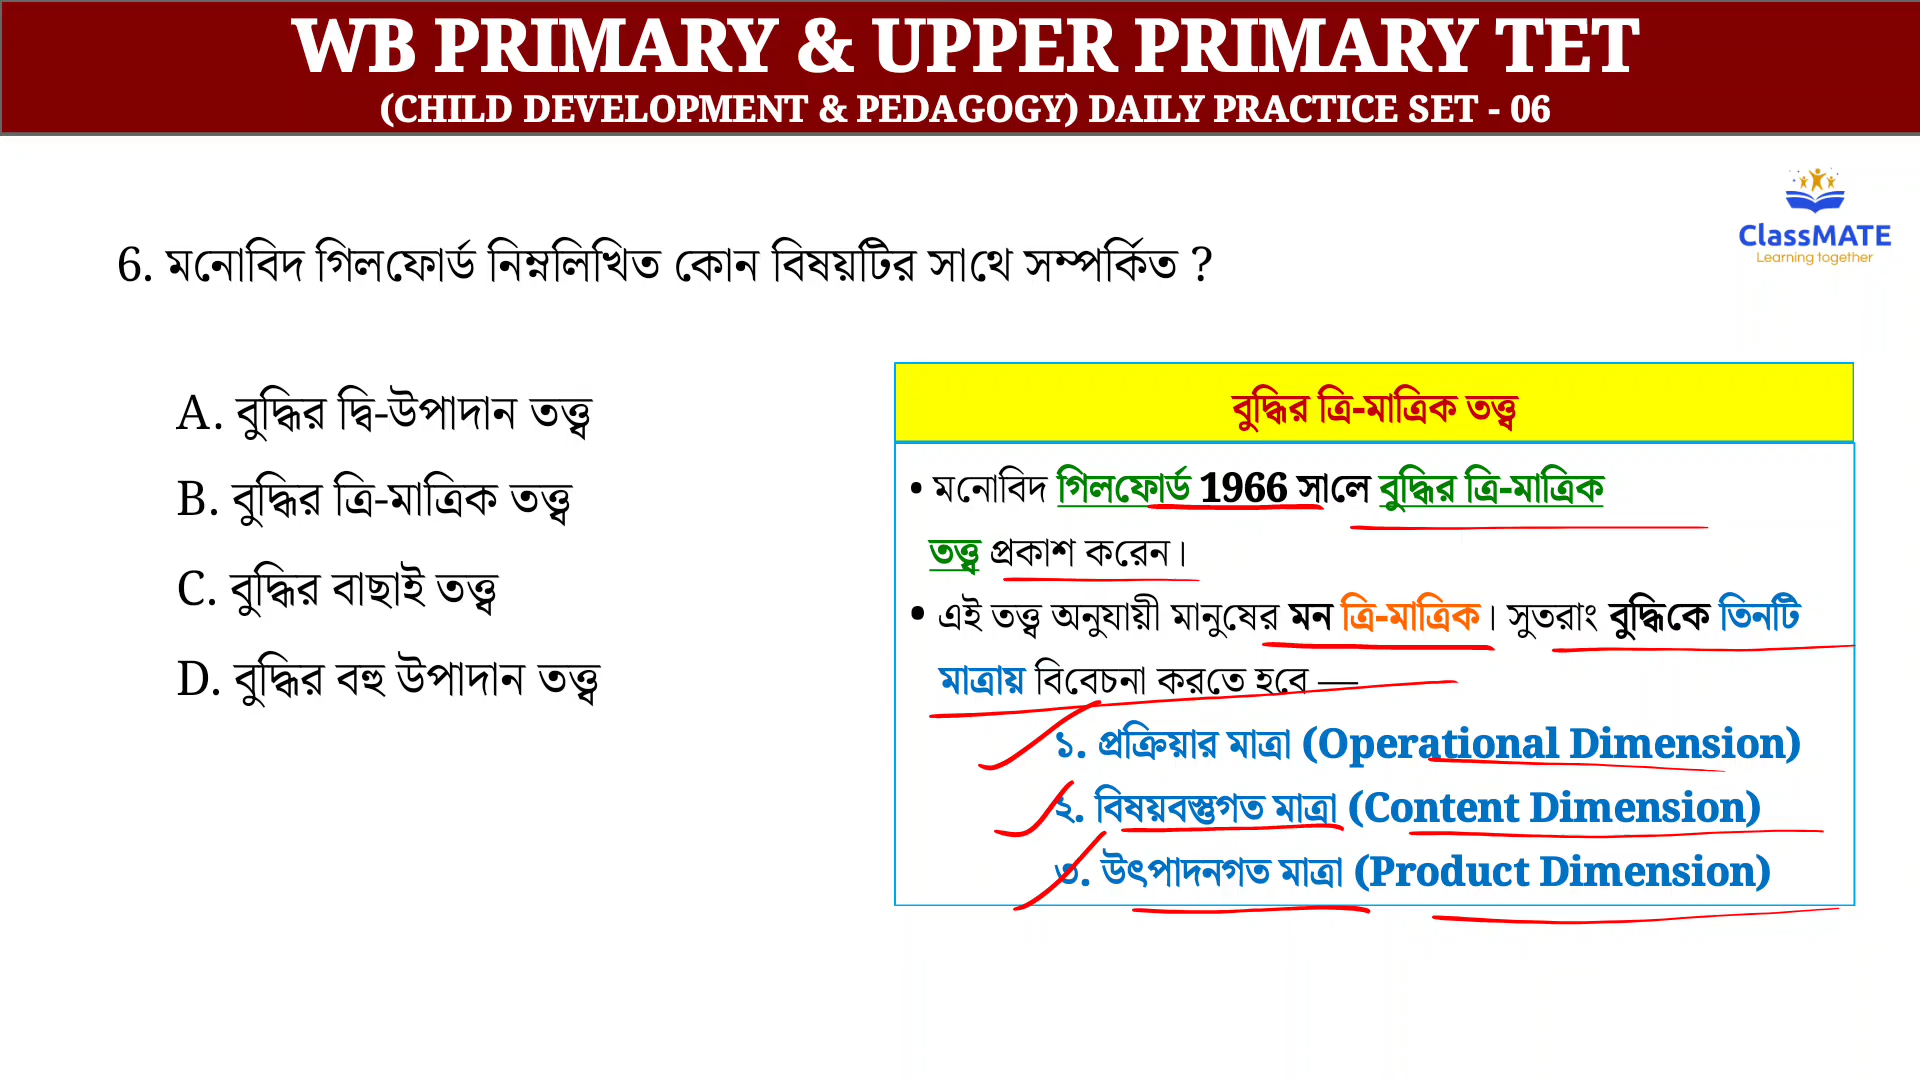 WB PRIMARY & UPPER PRIMARY TET
(CHILD DEVELOPMENT & PEDAGOGY) DAILY PRACTICE SET - 06
ClassMATE
Learning together
6. মনোবিদ গিলফোর্ড নিম্নলিখিত কোন বিষয়টির সাথে সম্পর্কিত ?
A. বুদ্ধির দ্বি-উপাদান তত্ত্ব
B. বুদ্ধির ত্রি-মাত্রিক তত্ত্ব
C. বুদ্ধির বাছাই তত্ত্ব
D. বুদ্ধির বহু উপাদান তত্ত্ব
বুদ্ধির ত্রি-মাত্রিক তত্ত্ব
• মনোবিদ গিলফোর্ড 1966 সালে বুদ্ধির ত্রি-মাত্রিক
তত্ত্ব প্রকাশ করেন।
• এই তত্ত্ব অনুযায়ী মানুষের মন ত্রি-মাত্রিক। সুতরাং বুদ্ধিকে তিনটি
মাত্রায় বিবেচনা করতে হবে —
১. প্রক্রিয়ার মাত্রা (Operational Dimension)
২. বিষয়বস্তুগত মাত্রা (Content Dimension)
৩. উৎপাদনগত মাত্রা (Product Dimension)